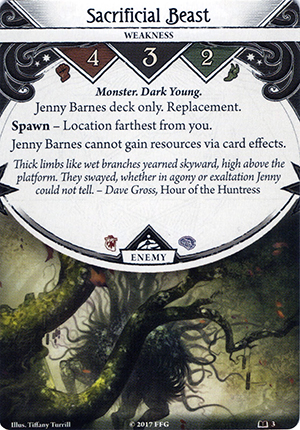 Sacrificial Beast
WEAKNESS
4 3 2
Monster. Dark Young.
Jenny Barnes deck only. Replacement.
Spawn – Location farthest from you.
Jenny Barnes cannot gain resources via card effects.
Thick limbs like wet branches yearned skyward, high above the
platform. They swayed, whether in agony or exaltation Jenny
could not tell. – Dave Gross, Hour of the Huntress
ENEMY
Illus. Tiffany Turrill
© 2017 FFG
3